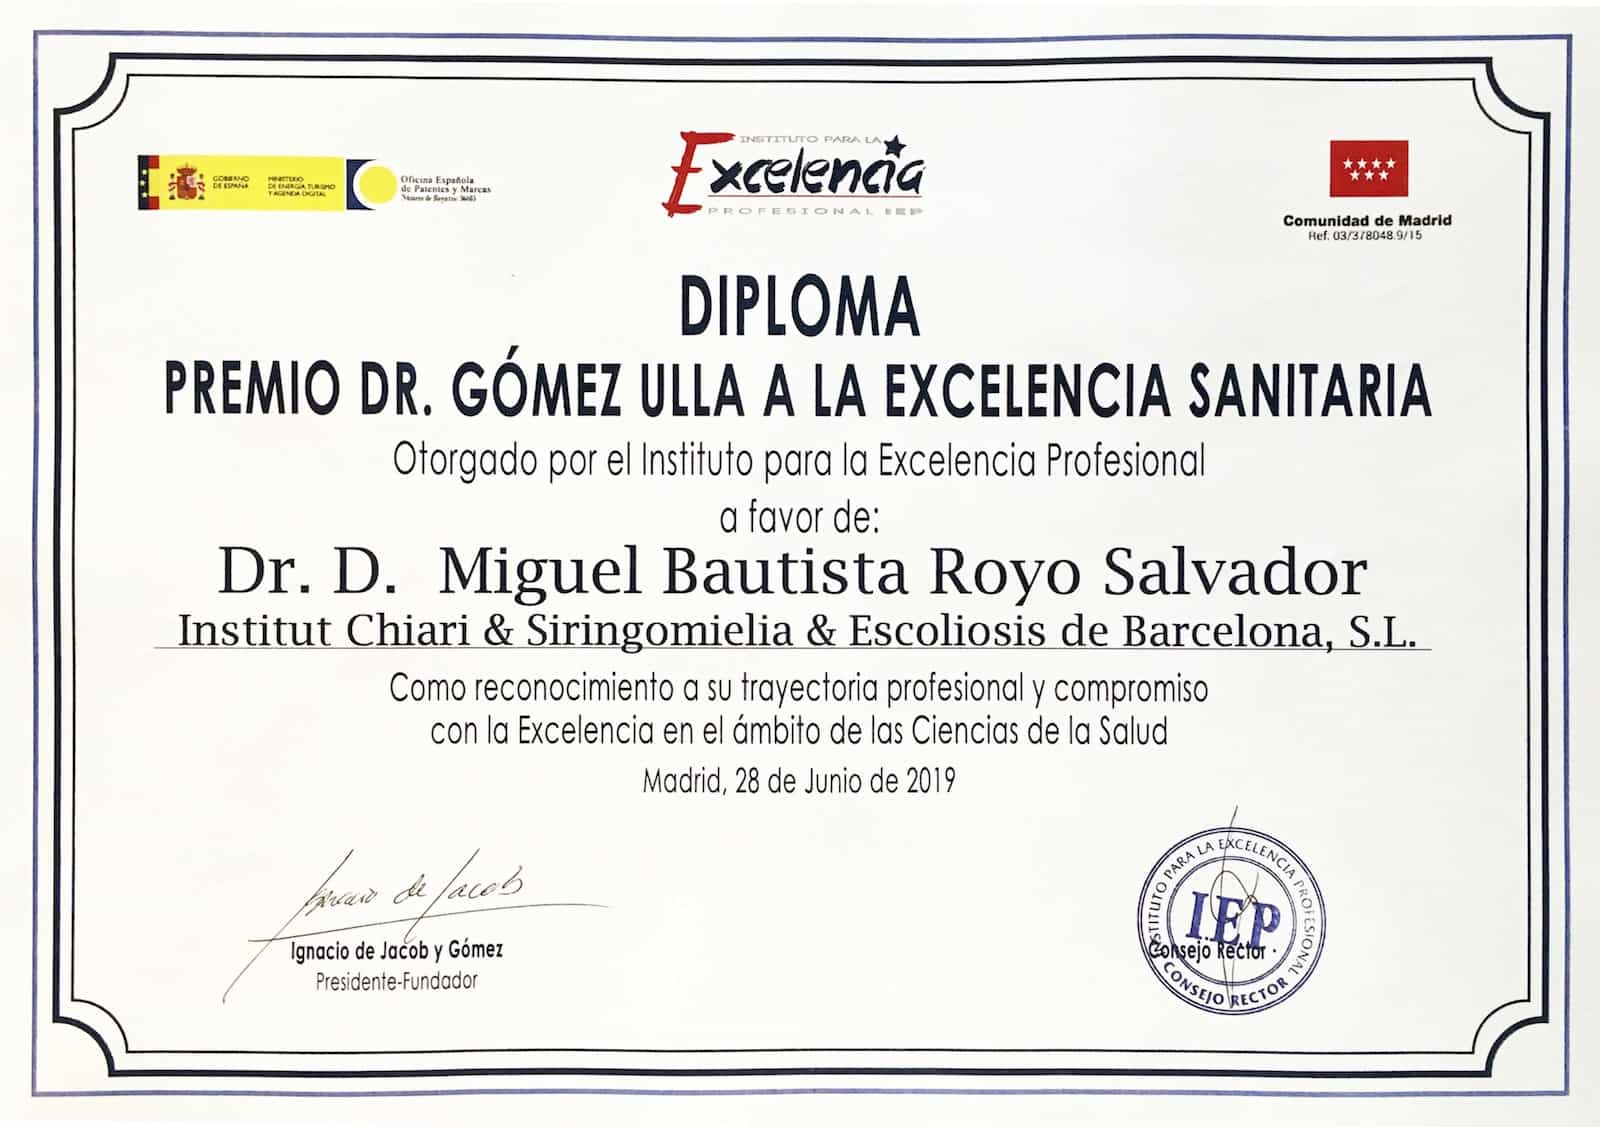 GOBIERNO
DE ESPAÑA
MINISTERIO
DE ENERGÍA TURISMO
Y AGENDA DIGITAL
Oficina Española
de Patentes y Marcas
INSTITUTO PARA LA
Excelencia
PROFESIONAL IEP
Comunidad de Madrid
Ref. 03/378048.9/15
DIPLOMA
PREMIO DR. GÓMEZ ULLA A LA EXCELENCIA SANITARIA
Otorgado por el Instituto para la Excelencia Profesional
a favor de:
Dr. D. Miguel Bautista Royo Salvador
Institut Chiari & Siringomielia & Escoliosis de Barcelona, S.L.
Como reconocimiento a su trayectoria profesional y compromiso
con la Excelencia en el ámbito de las Ciencias de la Salud
Madrid, 28 de Junio de 2019
Ignacio de Jacob
Ignacio de Jacob y Gómez
Presidente-Fundador
INSTITUTO PARA LA EXCELENCIA PROFESIONAL
I.E.P
Consejo Rector
CONSEJO RECTOR